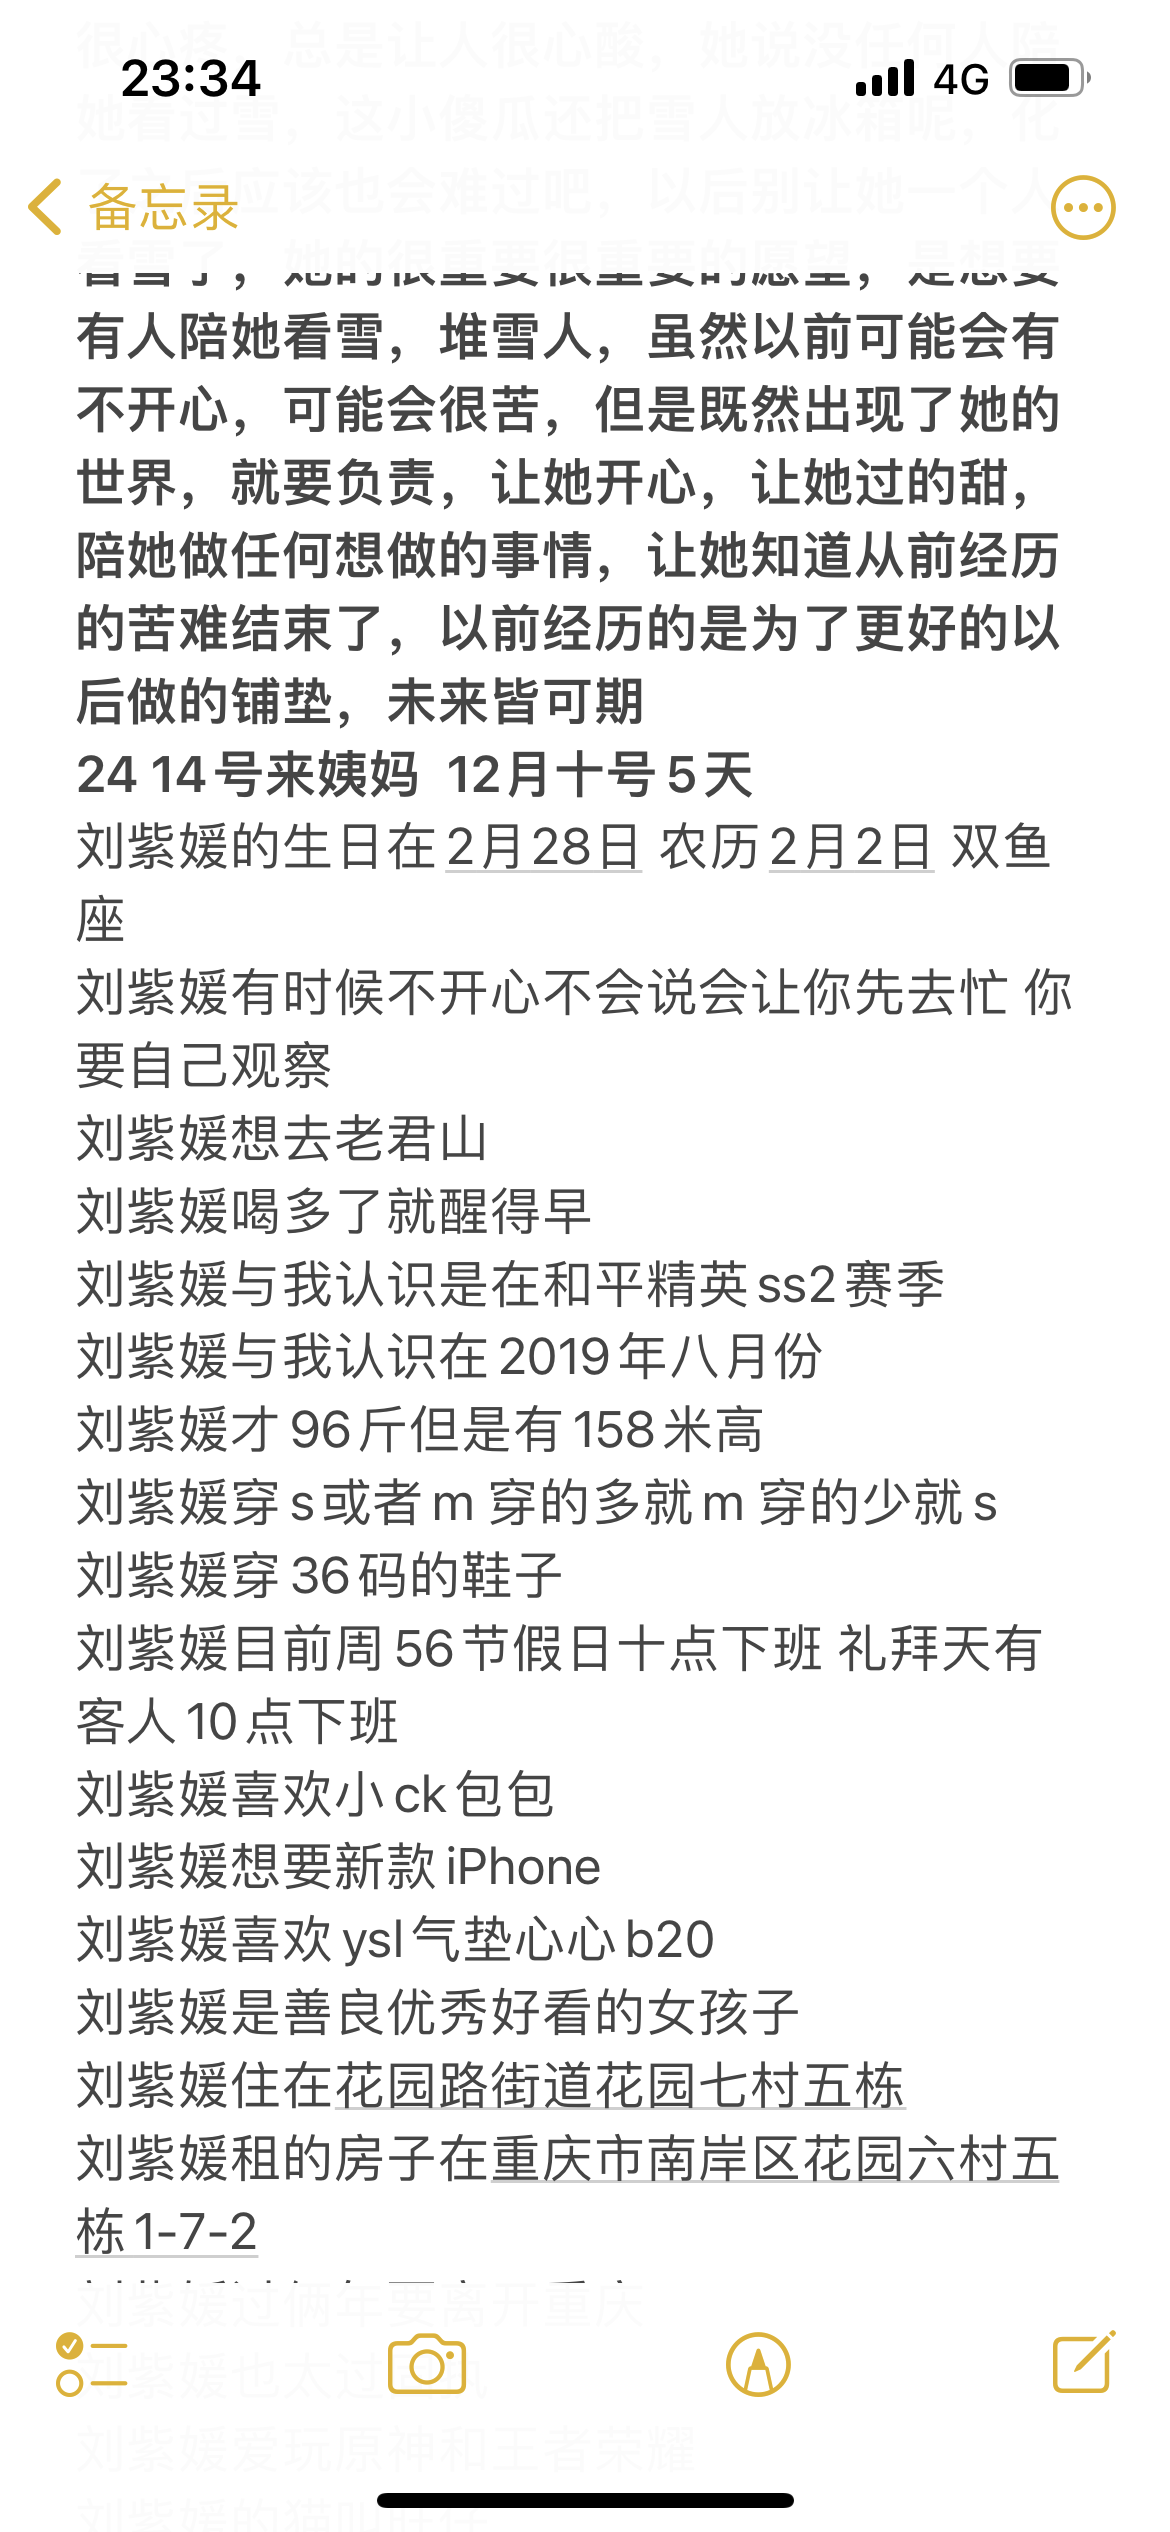 很心疼，总是让人很心酸，她说没任何人陪
23:34
4G
她看过雪，这小傻瓜还把雪人放冰箱呢，化
应该也会难过吧，以后别让她一个人
备忘录
看雪了，她的很重要很重要的愿望，是想要
有人陪她看雪，堆雪人，虽然以前可能会有
不开心，可能会很苦，但是既然出现了她的
世界，就要负责，让她开心，让她过的甜，
陪她做任何想做的事情，让她知道从前经历
的苦难结束了，以前经历的是为了更好的以
后做的铺垫，未来皆可期
24 14号来姨妈 12月十号5天
刘紫媛的生日在2月28日 农历2月2日 双鱼
座
刘紫媛有时候不开心不会说会让你先去忙 你
要自己观察
刘紫媛想去老君山
刘紫媛喝多了就醒得早
刘紫媛与我认识是在和平精英ss2赛季
刘紫媛与我认识在2019年八月份
刘紫媛才96斤但是有158米高
刘紫媛穿s或者m 穿的多就m 穿的少就s
刘紫媛穿36码的鞋子
刘紫媛目前周56节假日十点下班 礼拜天有
客人10点下班
刘紫媛喜欢小ck包包
刘紫媛想要新款iPhone
刘紫媛喜欢ysl气垫心心b20
刘紫媛是善良优秀好看的女孩子
刘紫媛住在花园路街道花园七村五栋
刘紫媛租的房子在重庆市南岸区花园六村五
栋1-7-2
刘紫媛过俩年要离开重庆
媛也太过
刘紫媛爱玩原神和王者荣耀
刘紫媛的猫叫